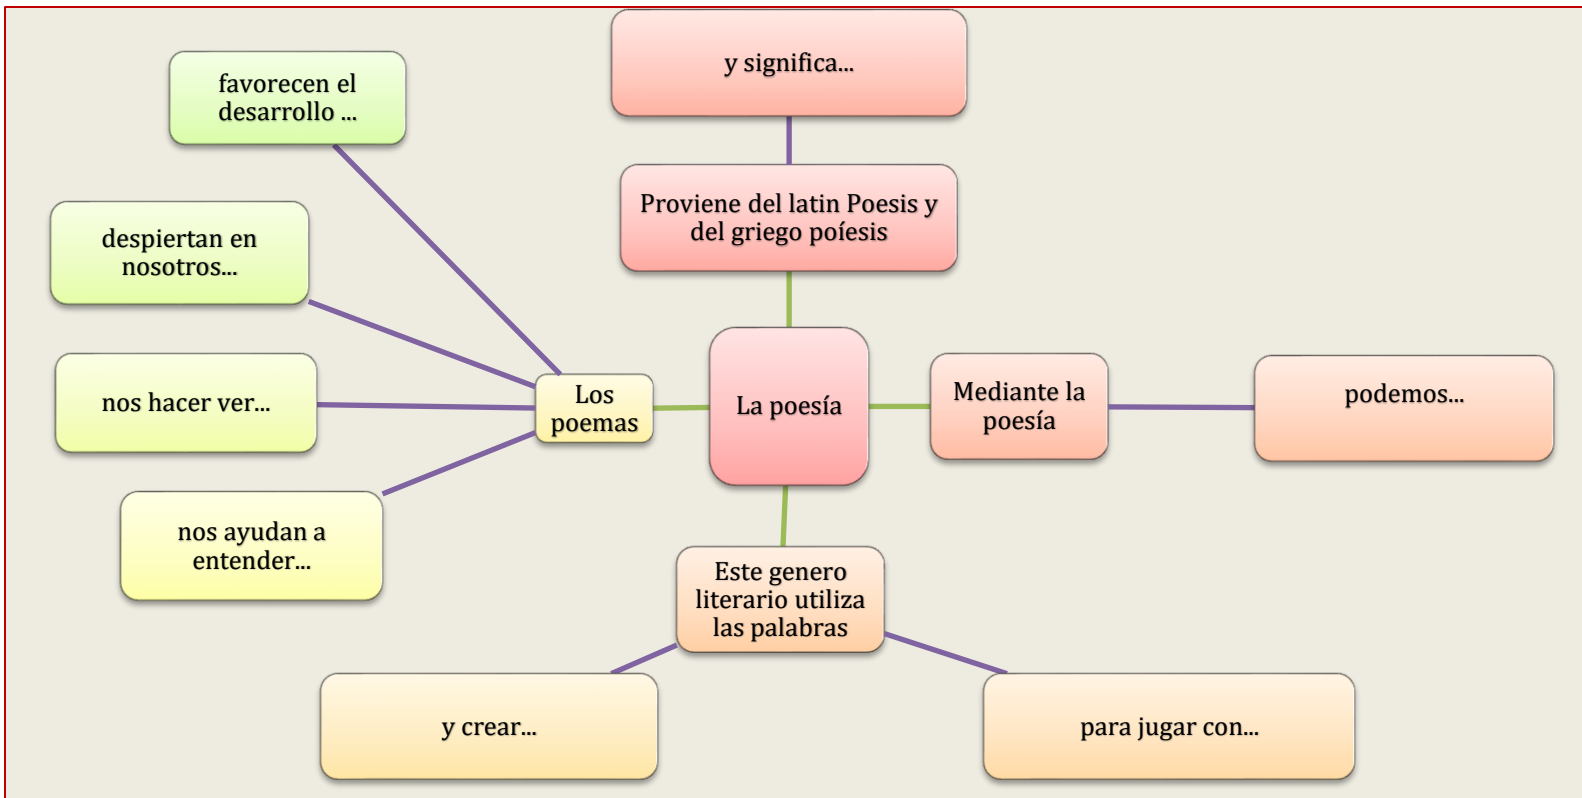 y significa...
favorecen el
desarrollo ...
Proviene del latin Poesis y
del griego poíesis
despiertan en
nosotros...
nos hacer ver...
Los
poemas
La poesía
Mediante la
poesía
podemos...
nos ayudan a
entender...
Este genero
literario utiliza
las palabras
y crear...
para jugar con...